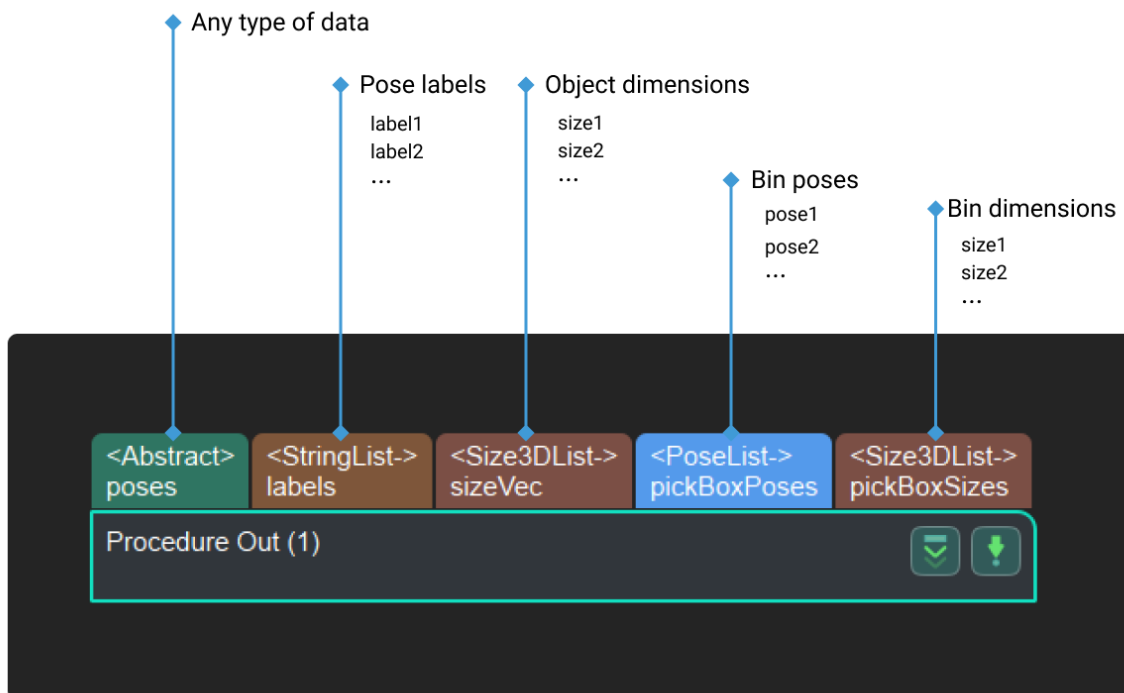 Any type of data
Pose labels
label1
label2
...
Object dimensions
size1
size2
...
Bin poses
pose1
pose2
...
Bin dimensions
size1
size2
...
<Abstract>
poses
<StringList->
labels
<Size3DList->
sizeVec
<PoseList->
pickBoxPoses
<Size3DList->
pickBoxSizes
Procedure Out (1)